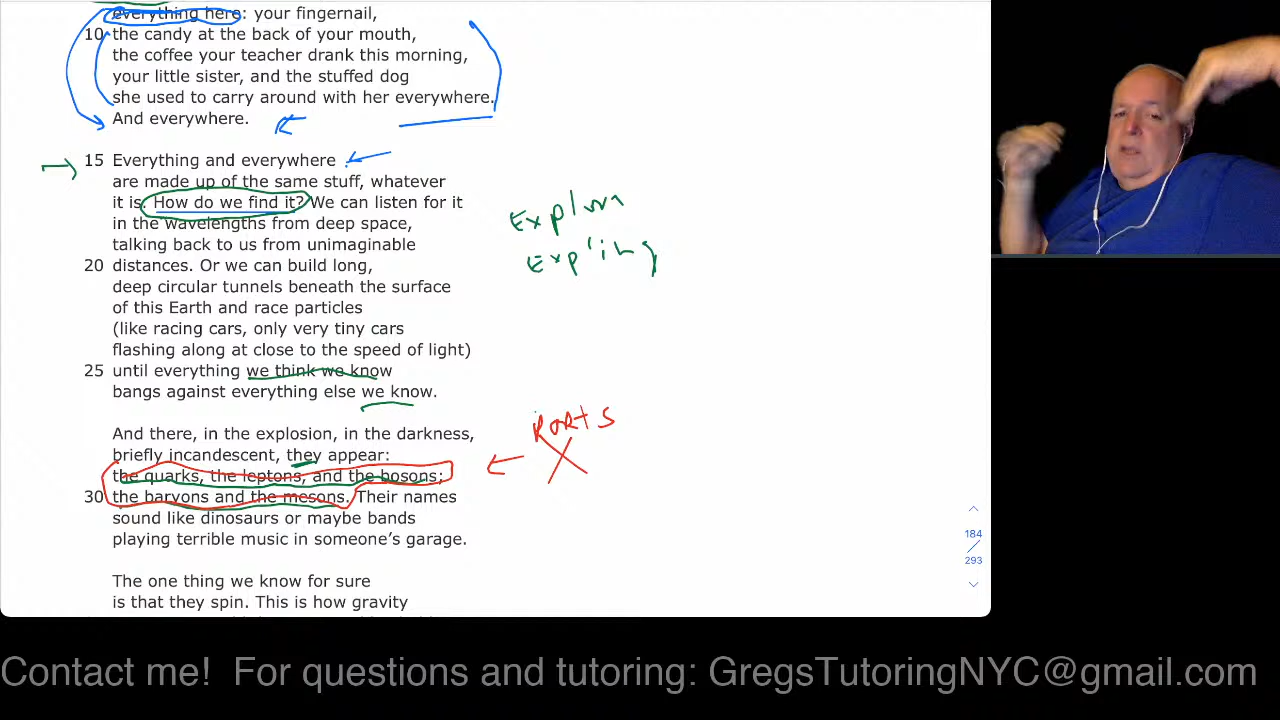 everything here: your fingernail,
10 the candy at the back of your mouth,
the coffee your teacher drank this morning,
your little sister, and the stuffed dog
she used to carry around with her everywhere.
And everywhere.
15 Everything and everywhere
are made up of the same stuff, whatever
it is. How do we find it? We can listen for it
in the wavelengths from deep space,
talking back to us from unimaginable
20 distances. Or we can build long,
deep circular tunnels beneath the surface
of this Earth and race particles
(like racing cars, only very tiny cars
flashing along at close to the speed of light)
25 until everything we think we know
bangs against everything else we know.
And there, in the explosion, in the darkness,
briefly incandescent, they appear:
the quarks, the leptons, and the bosons;
30 the baryons and the mesons. Their names
sound like dinosaurs or maybe bands
playing terrible music in someone’s garage.
The one thing we know for sure
is that they spin. This is how gravity
Parts
184
293
Contact me! For questions and tutoring: GregsTutoringNYC@gmail.com